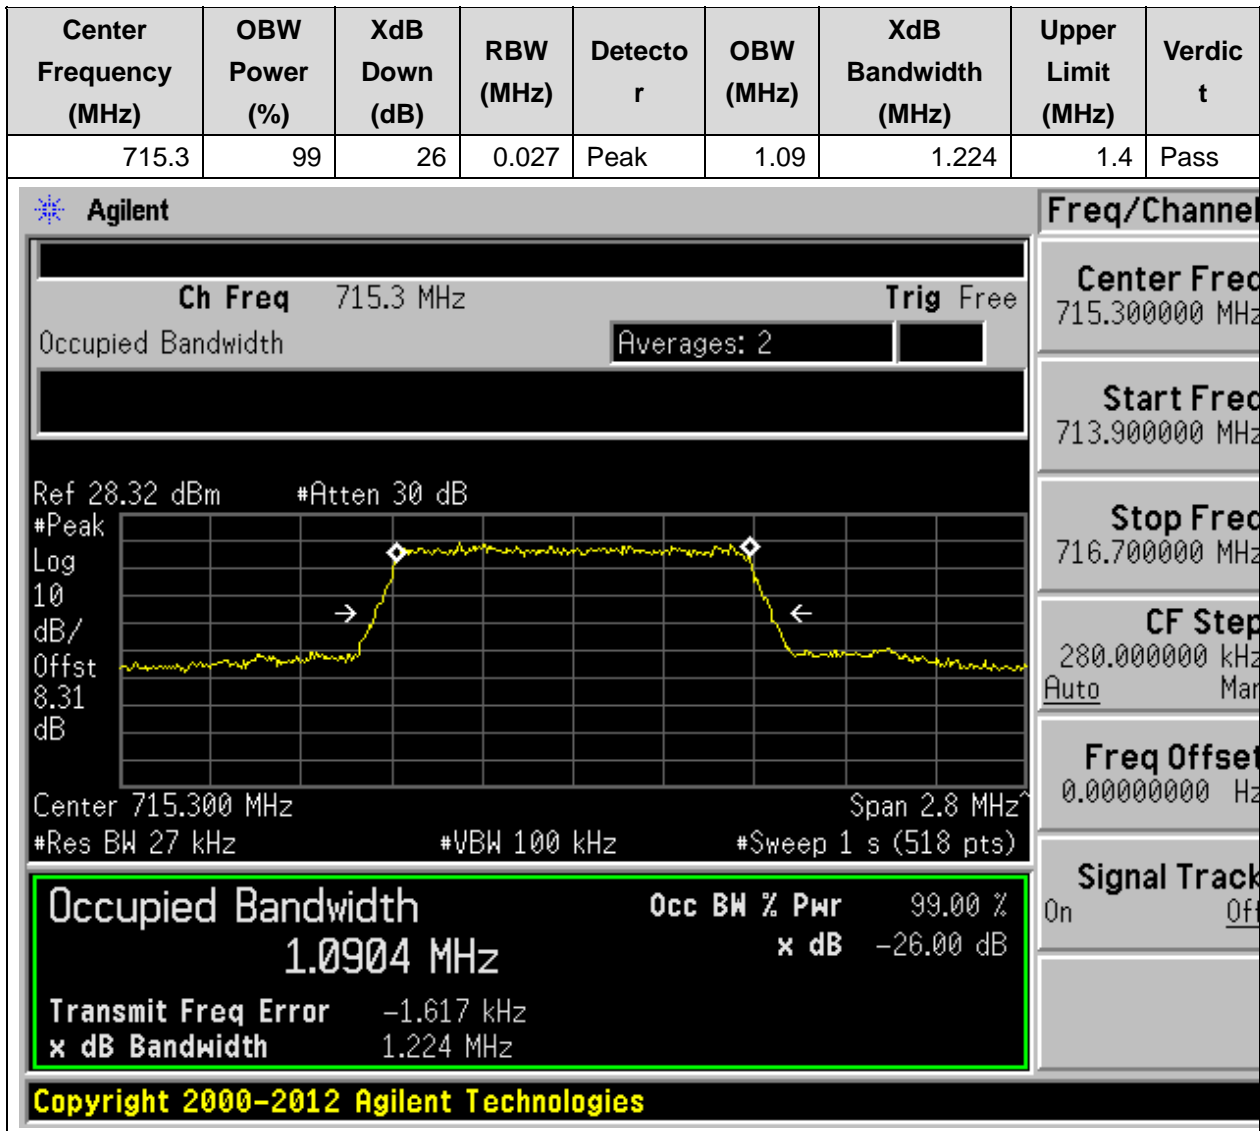 Center Frequency (MHz) OBW Power (%) XdB Down (dB) RBW (MHz) Detecto r OBW (MHz) XdB Bandwidth (MHz) Upper Limit (MHz) Verdic t
715.3 99 26 0.027 Peak 1.09 1.224 1.4 Pass
Agilent
Freq/Channel
Ch Freq 715.3 MHz Trig Free
Occupied Bandwidth Averages: 2
Ref 28.32 dBm #Atten 30 dB
#Peak
Log
10
dB/
Offst
8.31
dB
Center 715.300 MHz Span 2.8 MHz^
#Res BW 27 kHz #VBW 100 kHz #Sweep 1 s (518 pts)
Occupied Bandwidth Occ BW % Pwr 99.00 %
1.0904 MHz x dB -26.00 dB
Transmit Freq Error -1.617 kHz
x dB Bandwidth 1.224 MHz
Center Freq
715.300000 MHz
Start Freq
713.900000 MHz
Stop Freq
716.700000 MHz
CF Step
280.000000 kHz
Auto Man
Freq Offset
0.00000000 Hz
Signal Track
On Off
Copyright 2000-2012 Agilent Technologies